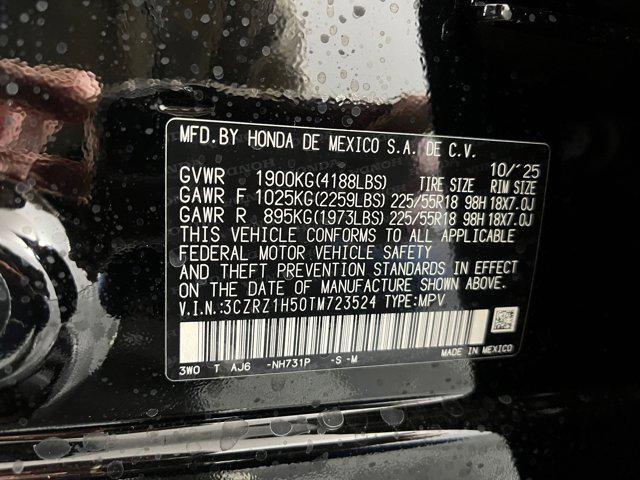 MFD.BY HONDA DE MEXICO S.A. DE C.V.
10/'25
GVWR 1900KG(4188LBS) TIRE SIZE RIM SIZE
GAWR F 1025KG(2259LBS) 225/55R18 98H 18X7.0J
GAWR R 895KG(1973LBS) 225/55R18 98H 18X7.0J
THIS VEHICLE CONFORMS TO ALL APPLICABLE
FEDERAL MOTOR VEHICLE SAFETY
AND THEFT PREVENTION STANDARDS IN EFFECT
ON THE DATE OF MANUFACTURE SHOWN ABOVE.
V.I.N.:3CZRZ1H50TM723524 TYPE:MPV
3WO T AJ6 -NH731P -S -M
MADE IN MEXICO